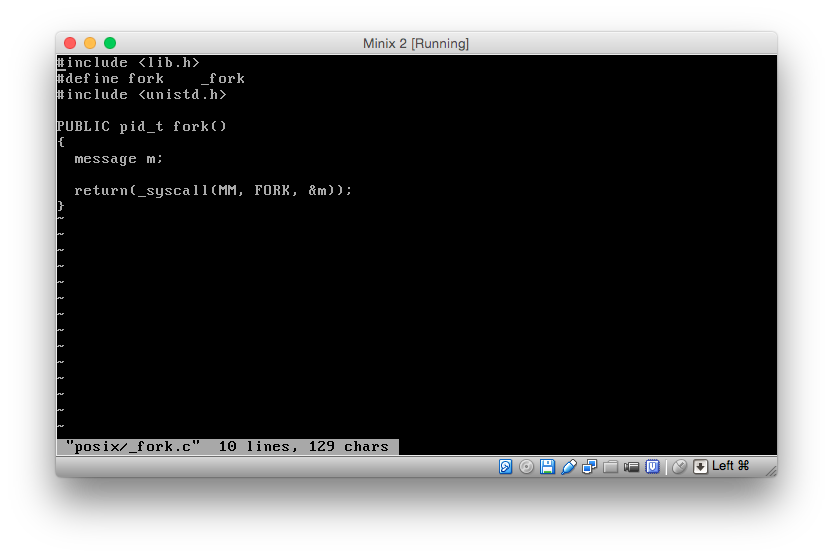 Minix 2 [Running]
#include <lib.h>
#define fork    _fork
#include <unistd.h>
PUBLIC pid_t fork()
{
  message m;
  return(_syscall(MM, FORK, &m));
}
~
~
~
~
~
~
~
~
~
~
~
~
~
~
"posix/_fork.c"  10 lines, 129 chars
Left ⌘